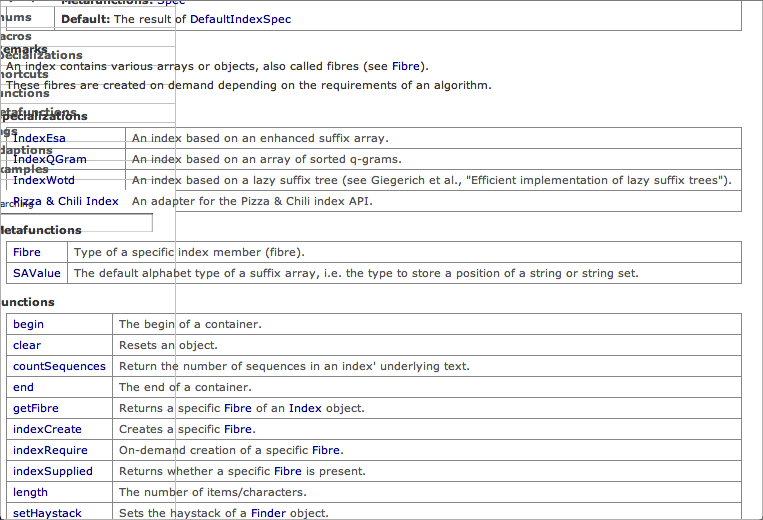 Metafunctions: Spec
Default: The result of DefaultIndexSpec
An index contains various arrays or objects, also called fibres (see Fibre).
These fibres are created on demand depending on the requirements of an algorithm.
pecializations
IndexEsa An index based on an enhanced suffix array.
IndexQGram An index based on an array of sorted q-grams.
IndexWotd An index based on a lazy suffix tree (see Giegerich et al., "Efficient implementation of lazy suffix trees").
Pizza & Chili Index An adapter for the Pizza & Chili index API.
Metafunctions
Fibre Type of a specific index member (fibre).
SAValue The default alphabet type of a suffix array, i.e. the type to store a position of a string or string set.
unctions
begin The begin of a container.
clear Resets an object.
countSequences Return the number of sequences in an index' underlying text.
end The end of a container.
getFibre Returns a specific Fibre of an Index object.
indexCreate Creates a specific Fibre.
indexRequire On-demand creation of a specific Fibre.
indexSupplied Returns whether a specific Fibre is present.
length The number of items/characters.
setHaystack Sets the haystack of a Finder object.
nums
acros
emarks
pecializations
hortcuts
unctions
etafunctions
ags
daptions
xamples
arching